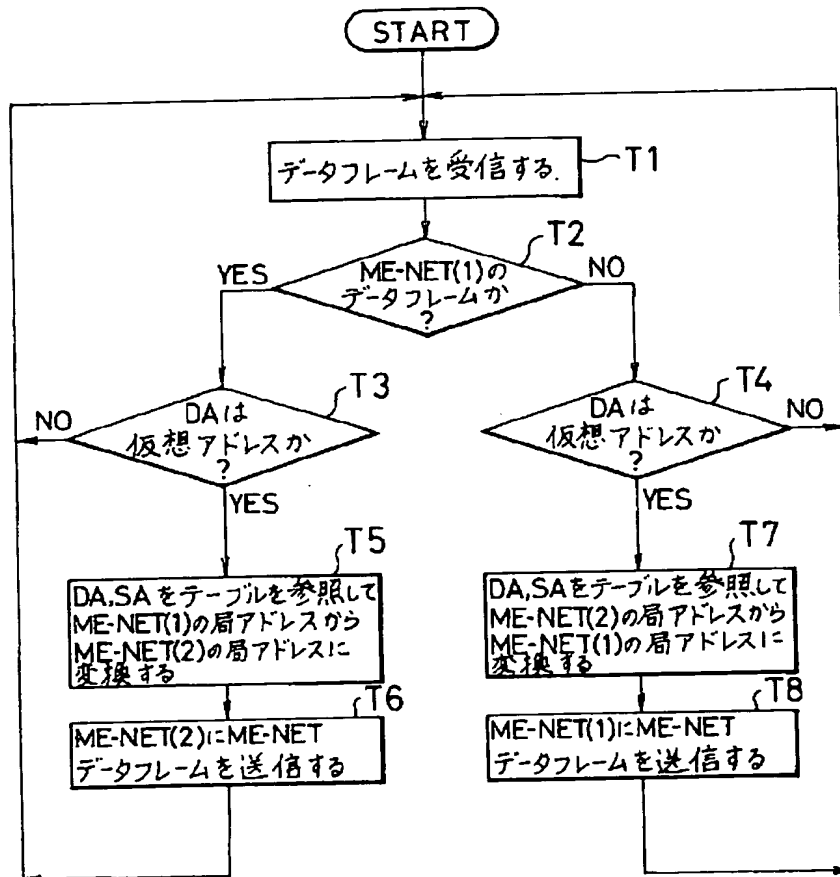 START
データフレームを受信する.
T1
T2
YES
ME-NET(1)の
NO
データフレームか
?
T3
T4
NO
DAは
仮想アドレスか
?
DAは
仮想アドレスか
?
NO
YES
YES
T5
T7
DA,SAをテーブルを参照して
ME-NET(1)の局アドレスから
ME-NET(2)の局アドレスに
変換する
DA,SAをテーブルを参照して
ME-NET(2)の局アドレスから
ME-NET(1)の局アドレスに
変換する
T6
T8
ME-NET(2)にME-NET
データフレームを送信する
ME-NET(1)にME-NET
データフレームを送信する